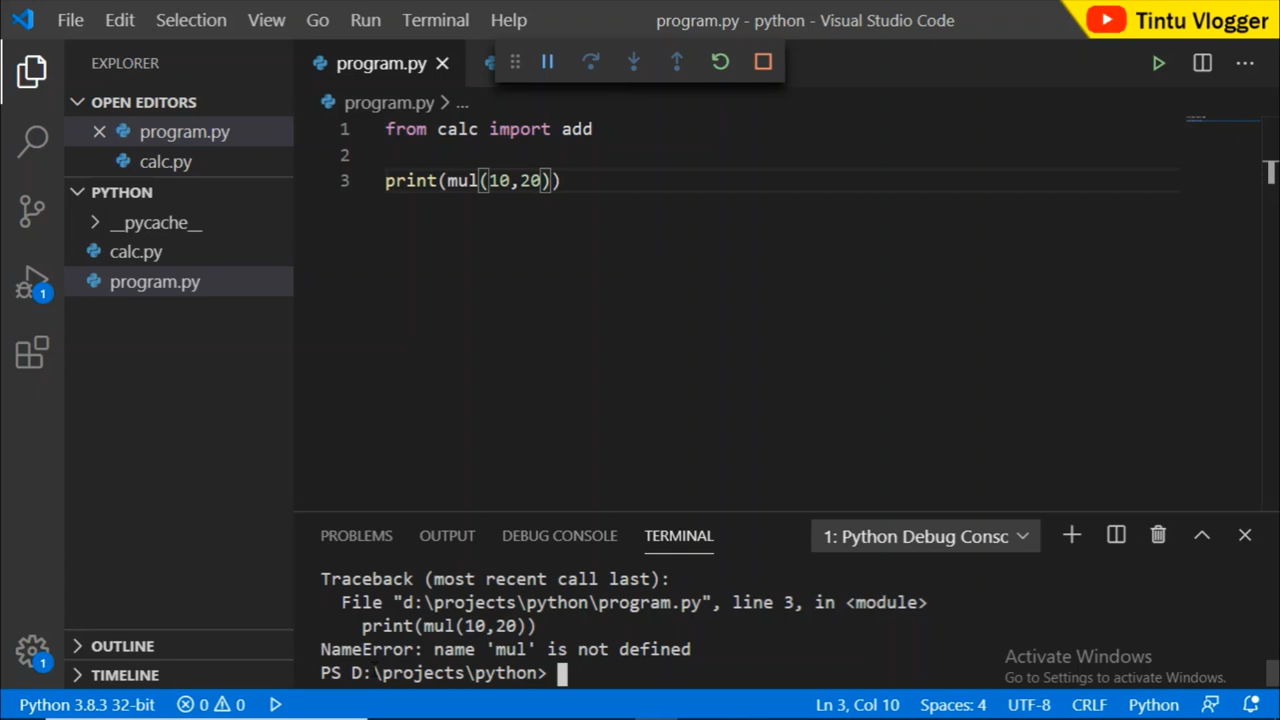 File Edit Selection View Go Run Terminal Help
program.py - python - Visual Studio Code
Tintu Vlogger
EXPLORER
OPEN EDITORS
program.py
calc.py
PYTHON
__pycache__
calc.py
program.py
OUTLINE
TIMELINE
program.py
program.py > ...
1 from calc import add
2
3 print(mul(10,20))
PROBLEMS OUTPUT DEBUG CONSOLE TERMINAL 1: Python Debug Consc
Traceback (most recent call last):
File "d:\projects\python\program.py", line 3, in <module>
print(mul(10,20))
NameError: name 'mul' is not defined
PS D:\projects\python>
Activate Windows
Go to Settings to activate Windows.
1
1
Python 3.8.3 32-bit 0 0 Ln 3, Col 10 Spaces: 4 UTF-8 CRLF Python